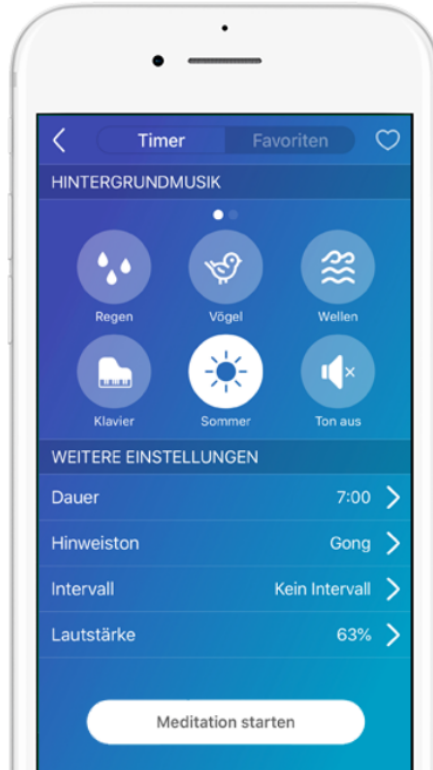 Timer Favoriten
HINTERGRUNDMUSIK
Regen Vögel Wellen
Klavier Sommer Ton aus
WEITERE EINSTELLUNGEN
Dauer 7:00
Hinweiston Gong
Intervall Kein Intervall
Lautstärke 63%
Meditation starten